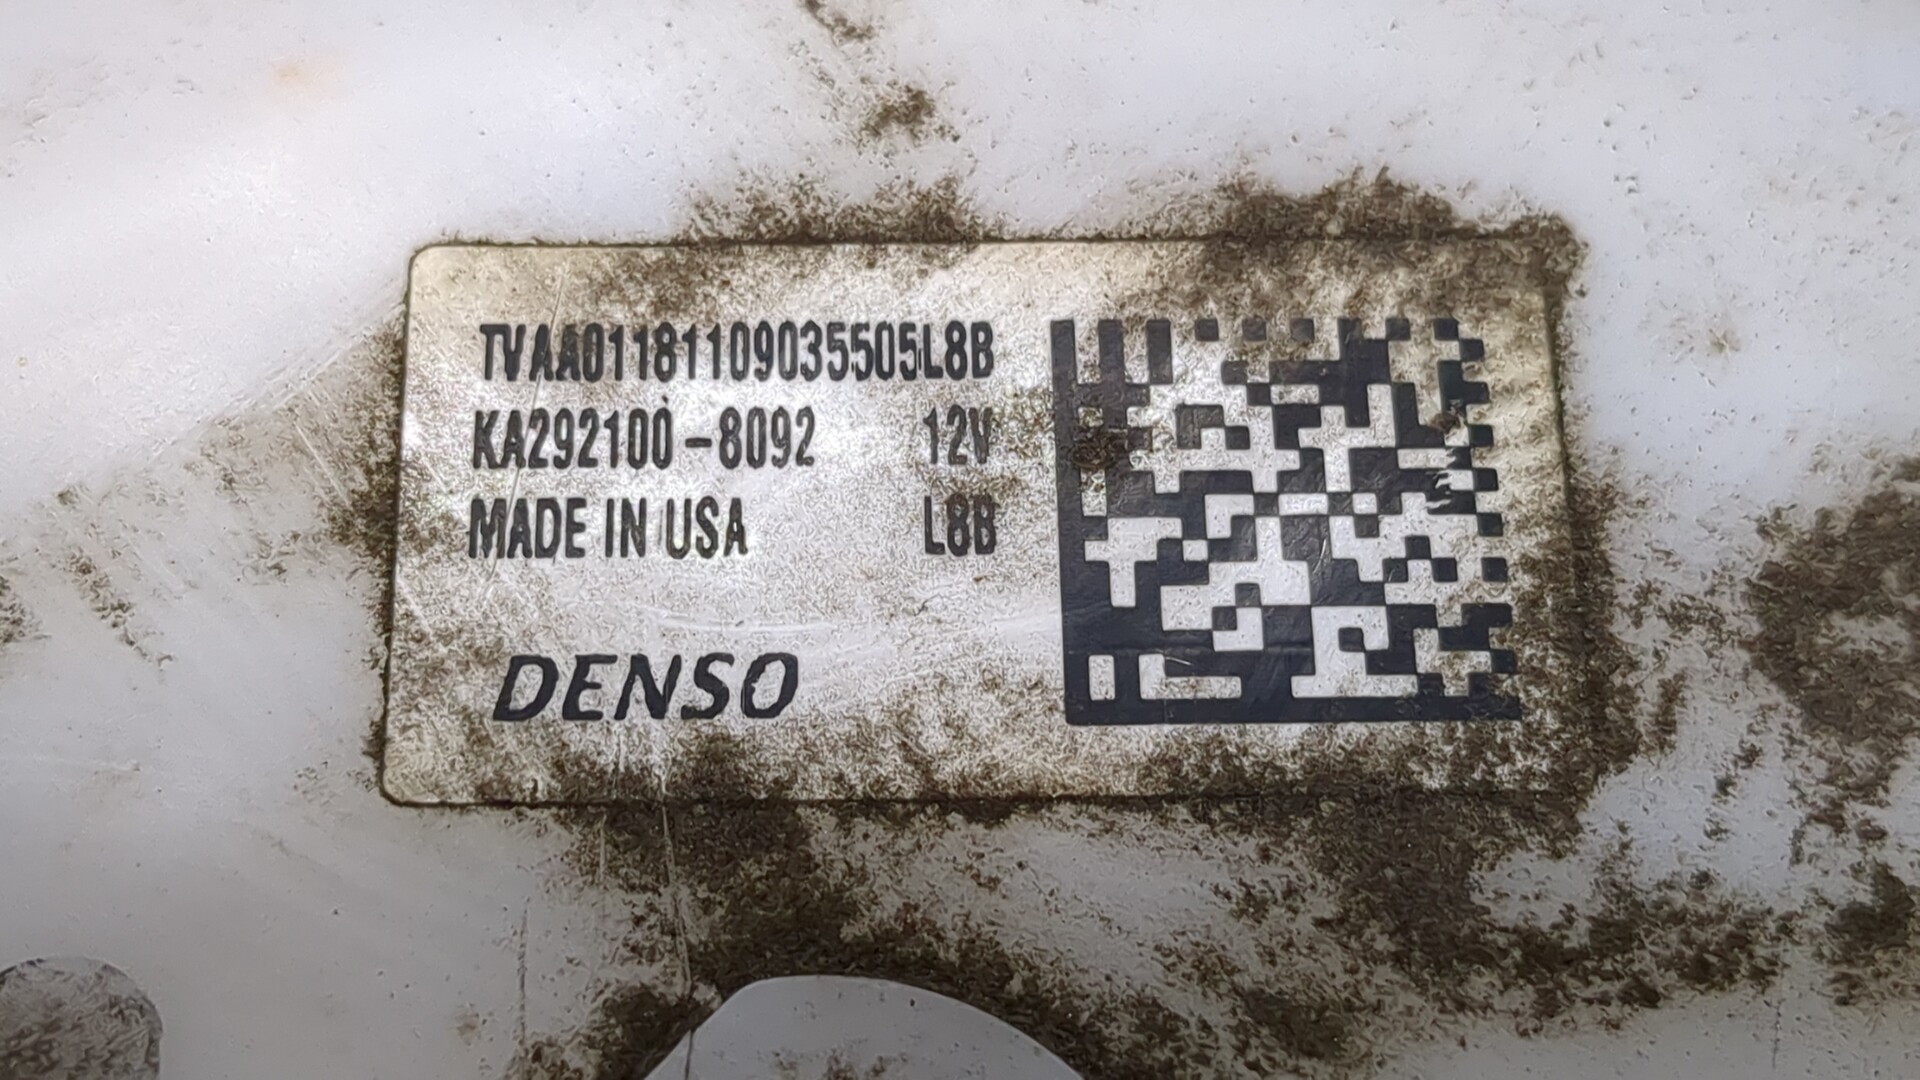 TVAA01181109035505L8B
KA292100-8092 12V
MADE IN USA L8B
DENSO